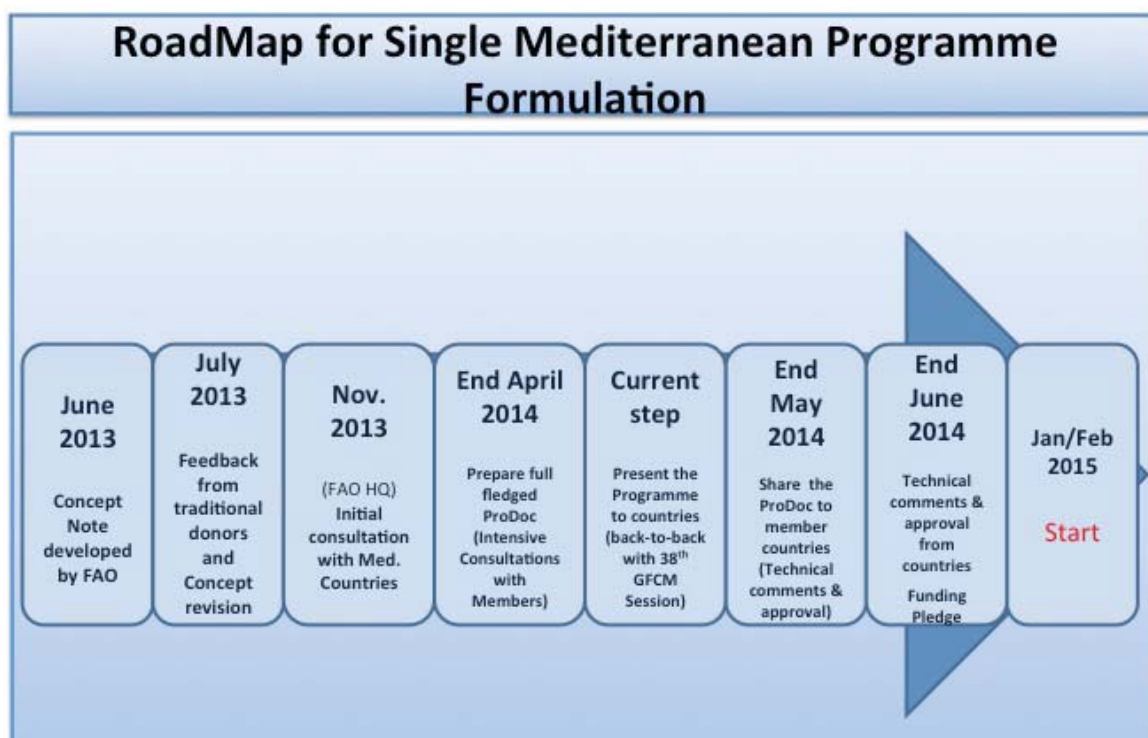 RoadMap for Single Mediterranean Programme
Formulation
June
2013
Concept
Note
developed
by FAO
July
2013
Feedback
from
traditional
donors
and
Concept
revision
Nov.
2013
(FAO HQ)
Initial
consultation
with Med.
Countries
End April
2014
Prepare full
fledged
ProDoc
(Intensive
Consultations
with
Members)
Current
step
Present the
Programme
to countries
(back-to-back
with 38th
GFCM
Session)
End
May
2014
Share the
ProDoc to
member
countries
(Technical
comments &
approval)
End
June
2014
Technical
comments &
approval
from
countries
Funding
Pledge
Jan/Feb
2015
Start